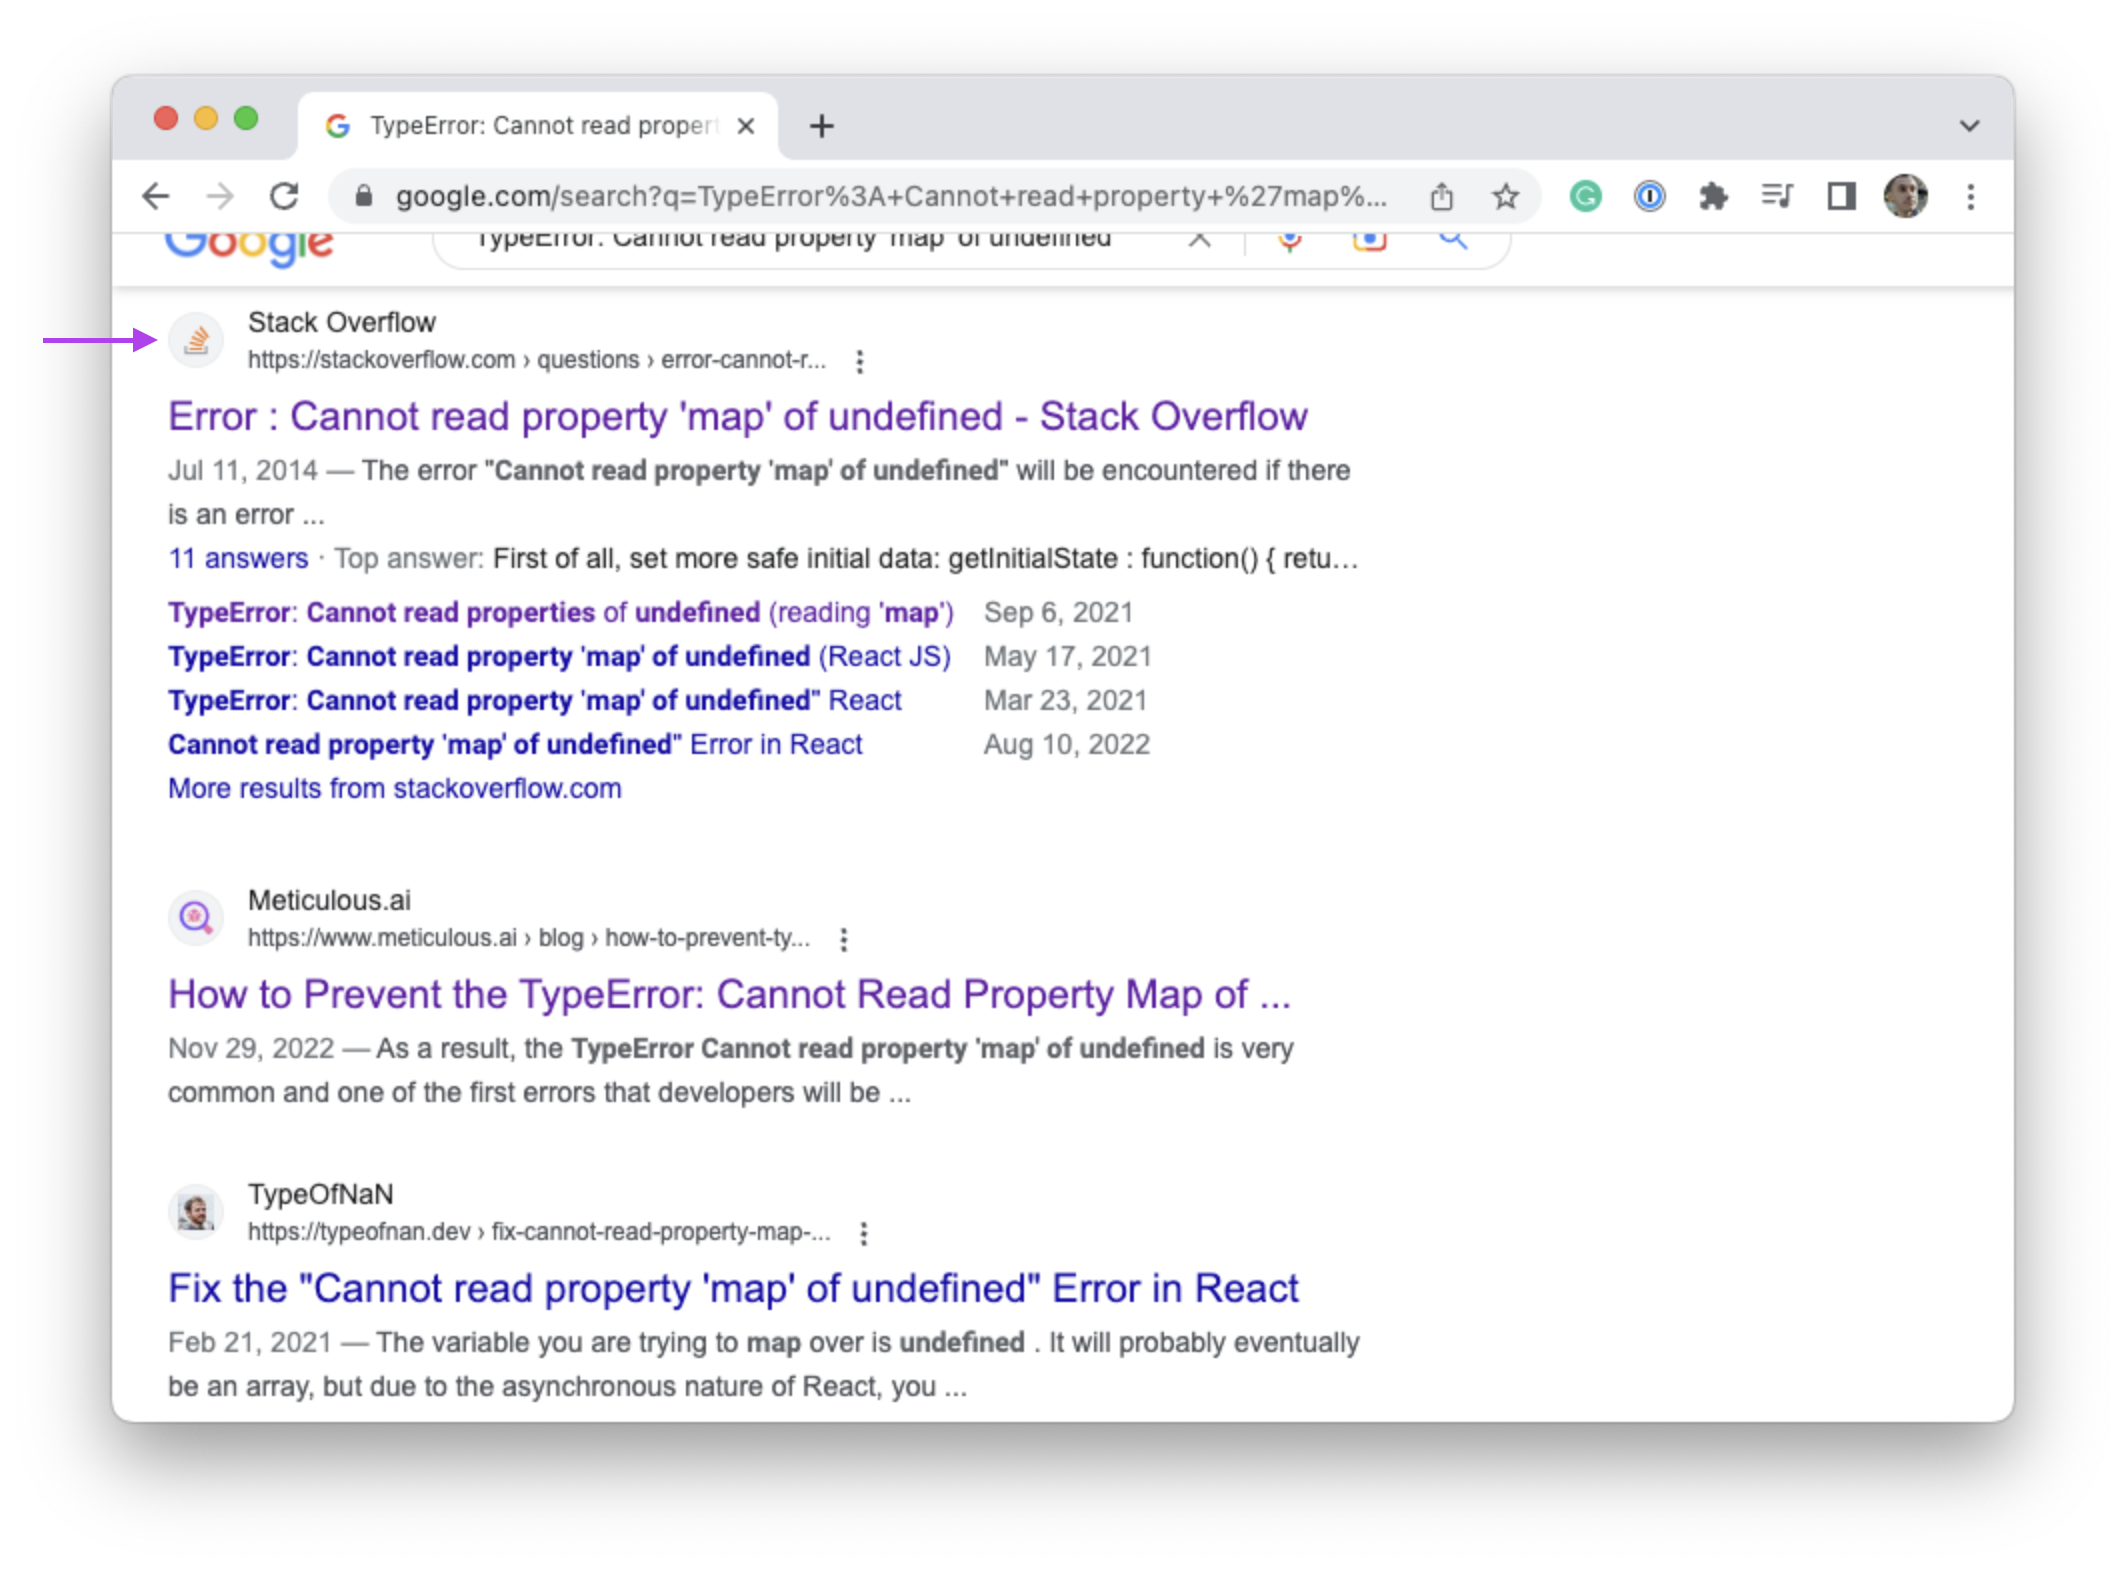 TypeError: Cannot read propert
google.com/search?q=TypeError%3A+Cannot+read+property+%27map%...
Google
TypeError: Cannot read property 'map' of undefined
Stack Overflow
https://stackoverflow.com › questions › error-cannot-r...
Error : Cannot read property 'map' of undefined - Stack Overflow
Jul 11, 2014 — The error "Cannot read property 'map' of undefined" will be encountered if there
is an error ...
11 answers · Top answer: First of all, set more safe initial data: getInitialState : function() { retu...
TypeError: Cannot read properties of undefined (reading 'map') Sep 6, 2021
TypeError: Cannot read property 'map' of undefined (React JS) May 17, 2021
TypeError: Cannot read property 'map' of undefined" React Mar 23, 2021
Cannot read property 'map' of undefined" Error in React Aug 10, 2022
More results from stackoverflow.com
Meticulous.ai
https://www.meticulous.ai › blog › how-to-prevent-ty...
How to Prevent the TypeError: Cannot Read Property Map of ...
Nov 29, 2022 — As a result, the TypeError Cannot read property 'map' of undefined is very
common and one of the first errors that developers will be ...
TypeOfNaN
https://typeofnan.dev › fix-cannot-read-property-map-...
Fix the "Cannot read property 'map' of undefined" Error in React
Feb 21, 2021 — The variable you are trying to map over is undefined . It will probably eventually
be an array, but due to the asynchronous nature of React, you ...